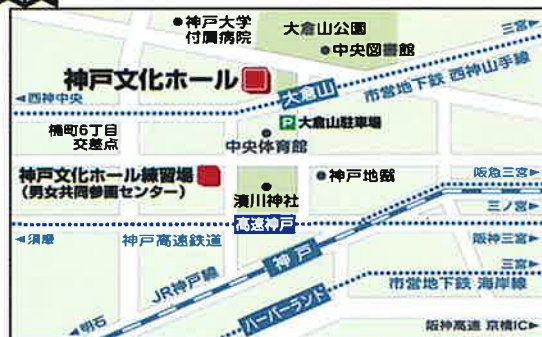 神戸大学
付属病院
大倉山公園
中央図書館
三宮▶
神戸文化ホール
大倉山
市営地下鉄 西神山手線
◀西神中央
P 大倉山駐車場
楠町6丁目
交差点
中央体育館
神戸文化ホール練習場
(男女共同参画センター)
神戸地裁
阪急三宮▶
湊川神社
三ノ宮▶
高速神戸
◀須磨
神戸高速鉄道
神戸
阪神三宮▶
三宮▶
JR神戸線
市営地下鉄 海岸線
ハーバーランド
◀明石
阪神高速 京橋IC▶